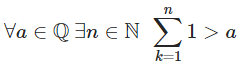 ∀a ∈ ℚ ∃n ∈ ℕ ∑_{k=1}^{n} 1 > a